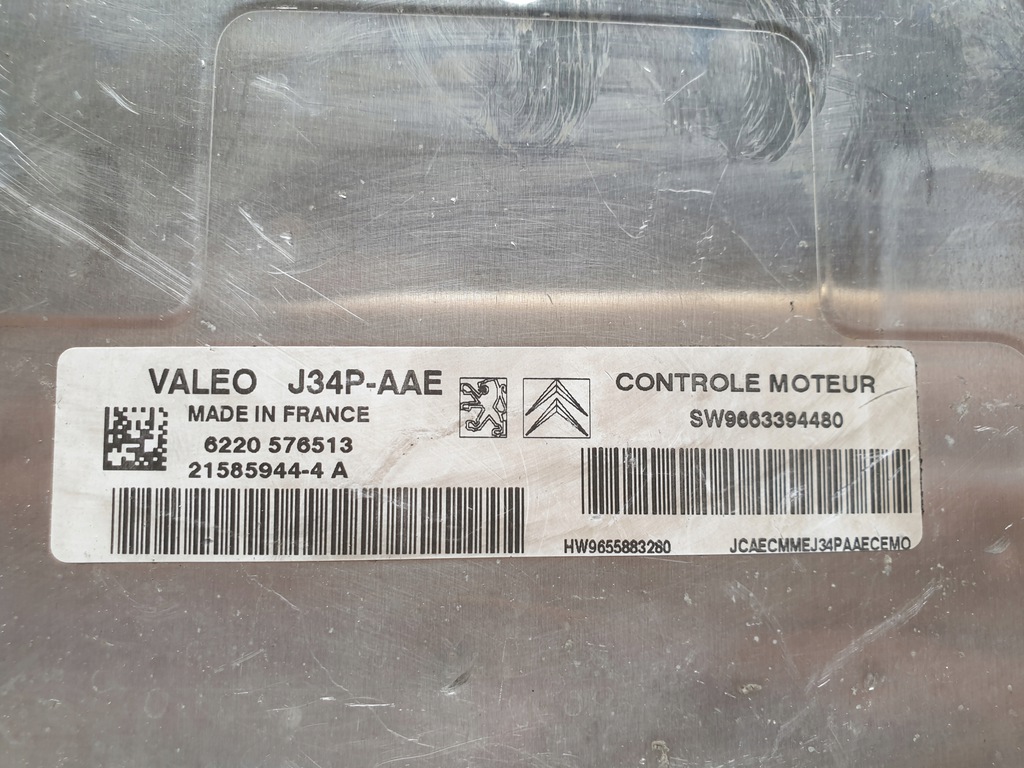 VALEO J34P-AAE
MADE IN FRANCE
6220 576513
21585944-4 A
CONTROLE MOTEUR
SW9663394480
HW9655883280
JCAECMMEJ34PAAECEMO